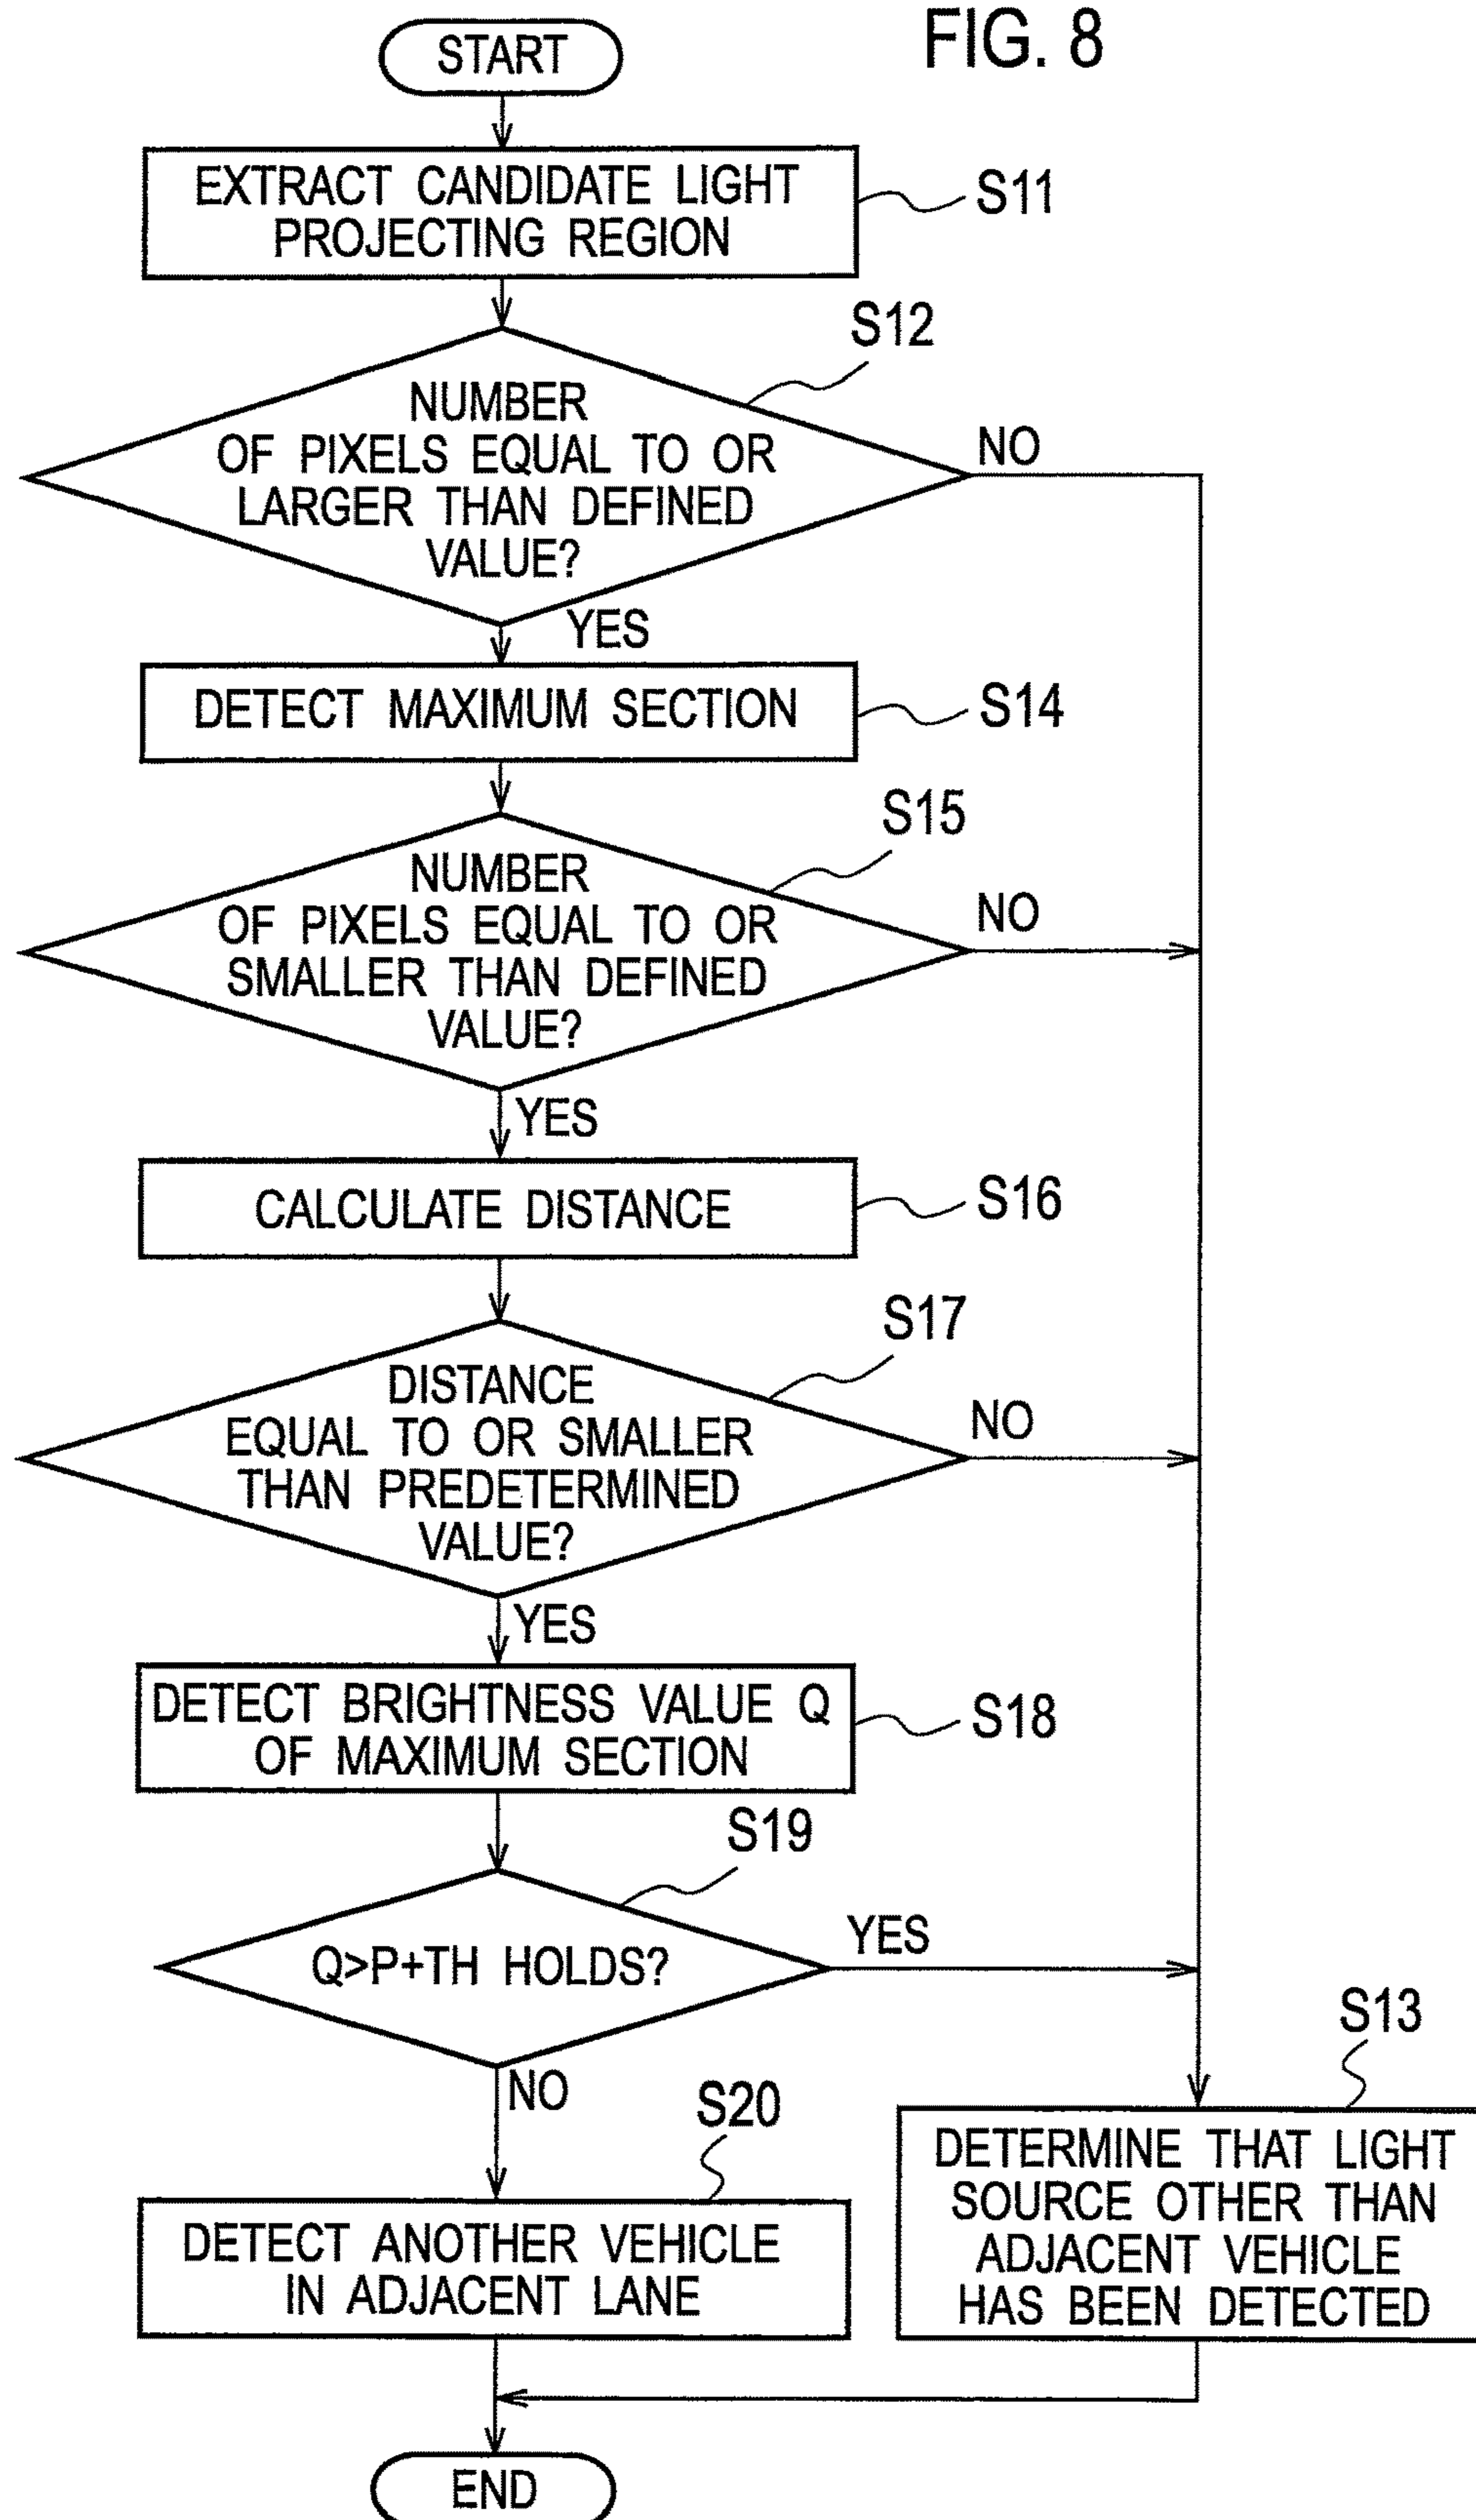 FIG. 8
START
EXTRACT CANDIDATE LIGHT
PROJECTING REGION
S11
S12
NUMBER
OF PIXELS EQUAL TO OR
LARGER THAN DEFINED
VALUE?
NO
YES
DETECT MAXIMUM SECTION
S14
S15
NUMBER
OF PIXELS EQUAL TO OR
SMALLER THAN DEFINED
VALUE?
NO
YES
CALCULATE DISTANCE
S16
S17
DISTANCE
EQUAL TO OR SMALLER
THAN PREDETERMINED
VALUE?
NO
YES
DETECT BRIGHTNESS VALUE Q
OF MAXIMUM SECTION
S18
S19
Q>P+TH HOLDS?
YES
NO
S13
DETERMINE THAT LIGHT
SOURCE OTHER THAN
ADJACENT VEHICLE
HAS BEEN DETECTED
S20
DETECT ANOTHER VEHICLE
IN ADJACENT LANE
END